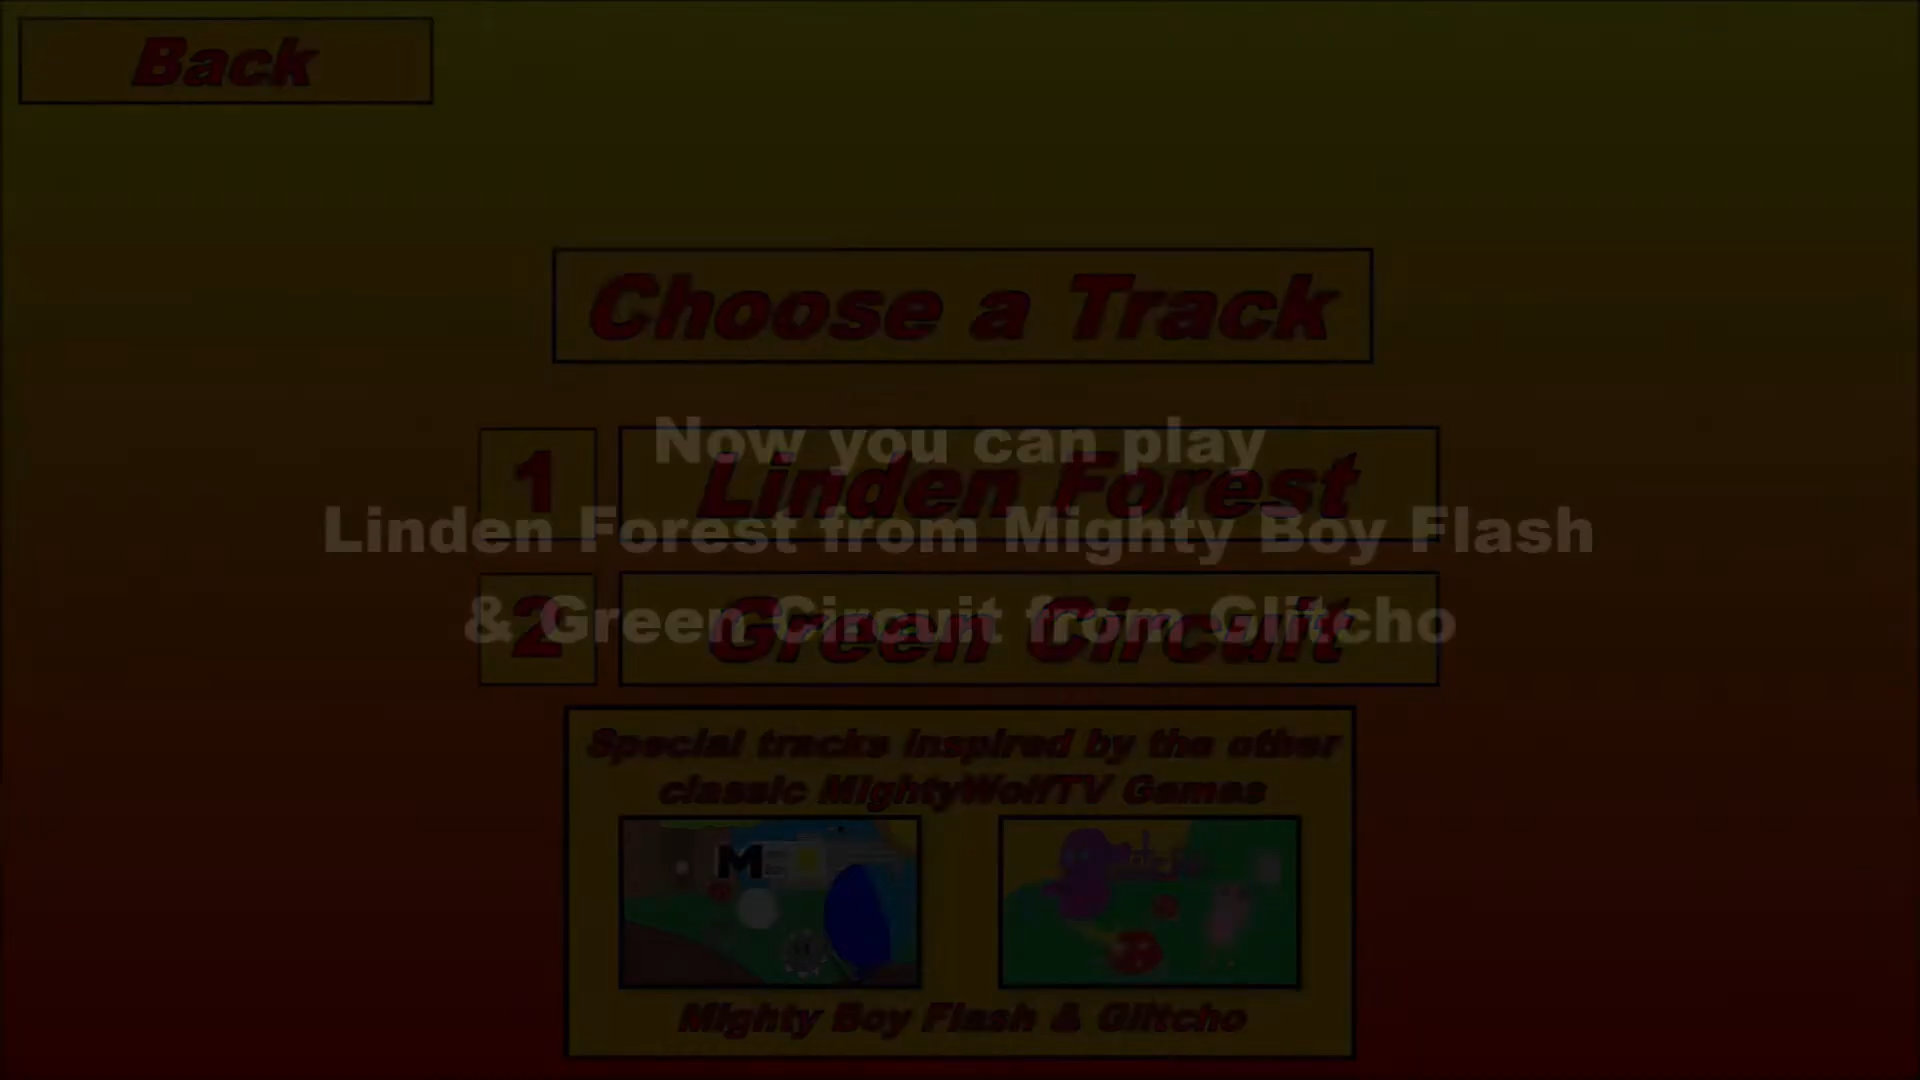 Back
Choose a Track
Now you can play
1
Linden Forest
Linden Forest from Mighty Boy Flash
2
Green Circuit
& Green Circuit from Glitcho
Special tracks inspired by the other
classic MightyWolfTV Games
Mighty Boy Flash & Glitcho